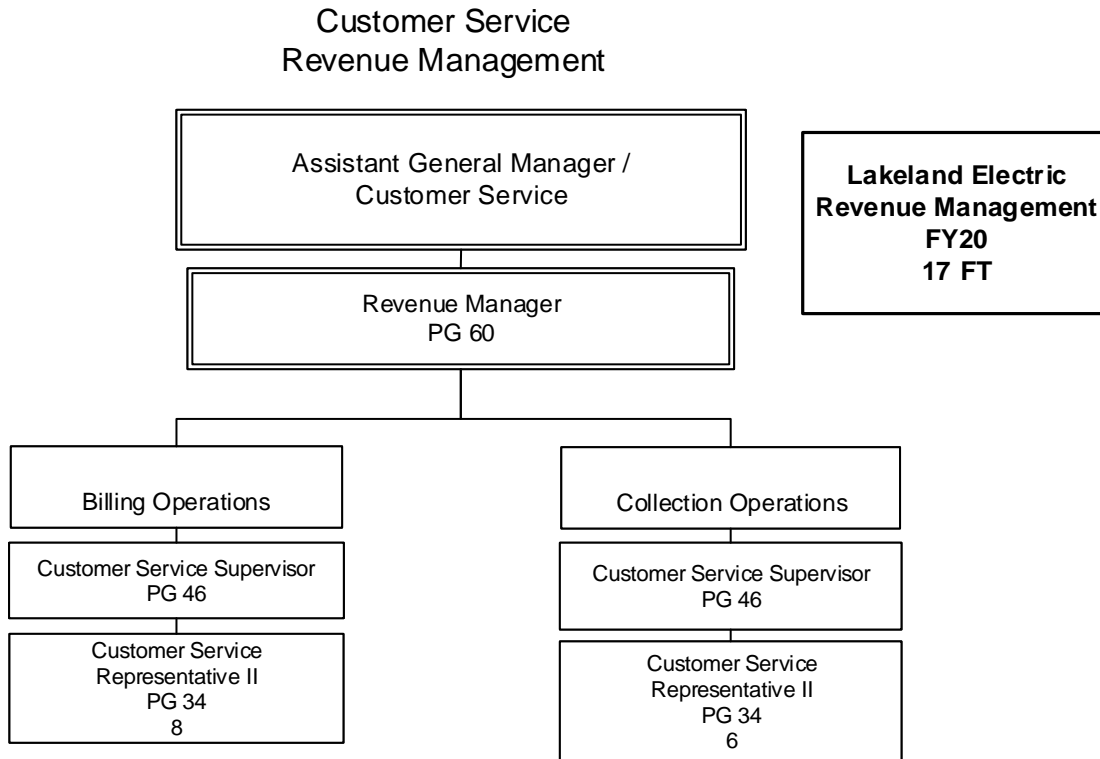 Customer Service
Revenue Management
Assistant General Manager /
Customer Service
Lakeland Electric
Revenue Management
FY20
17 FT
Revenue Manager
PG 60
Billing Operations
Customer Service Supervisor
PG 46
Customer Service
Representative II
PG 34
8
Collection Operations
Customer Service Supervisor
PG 46
Customer Service
Representative II
PG 34
6